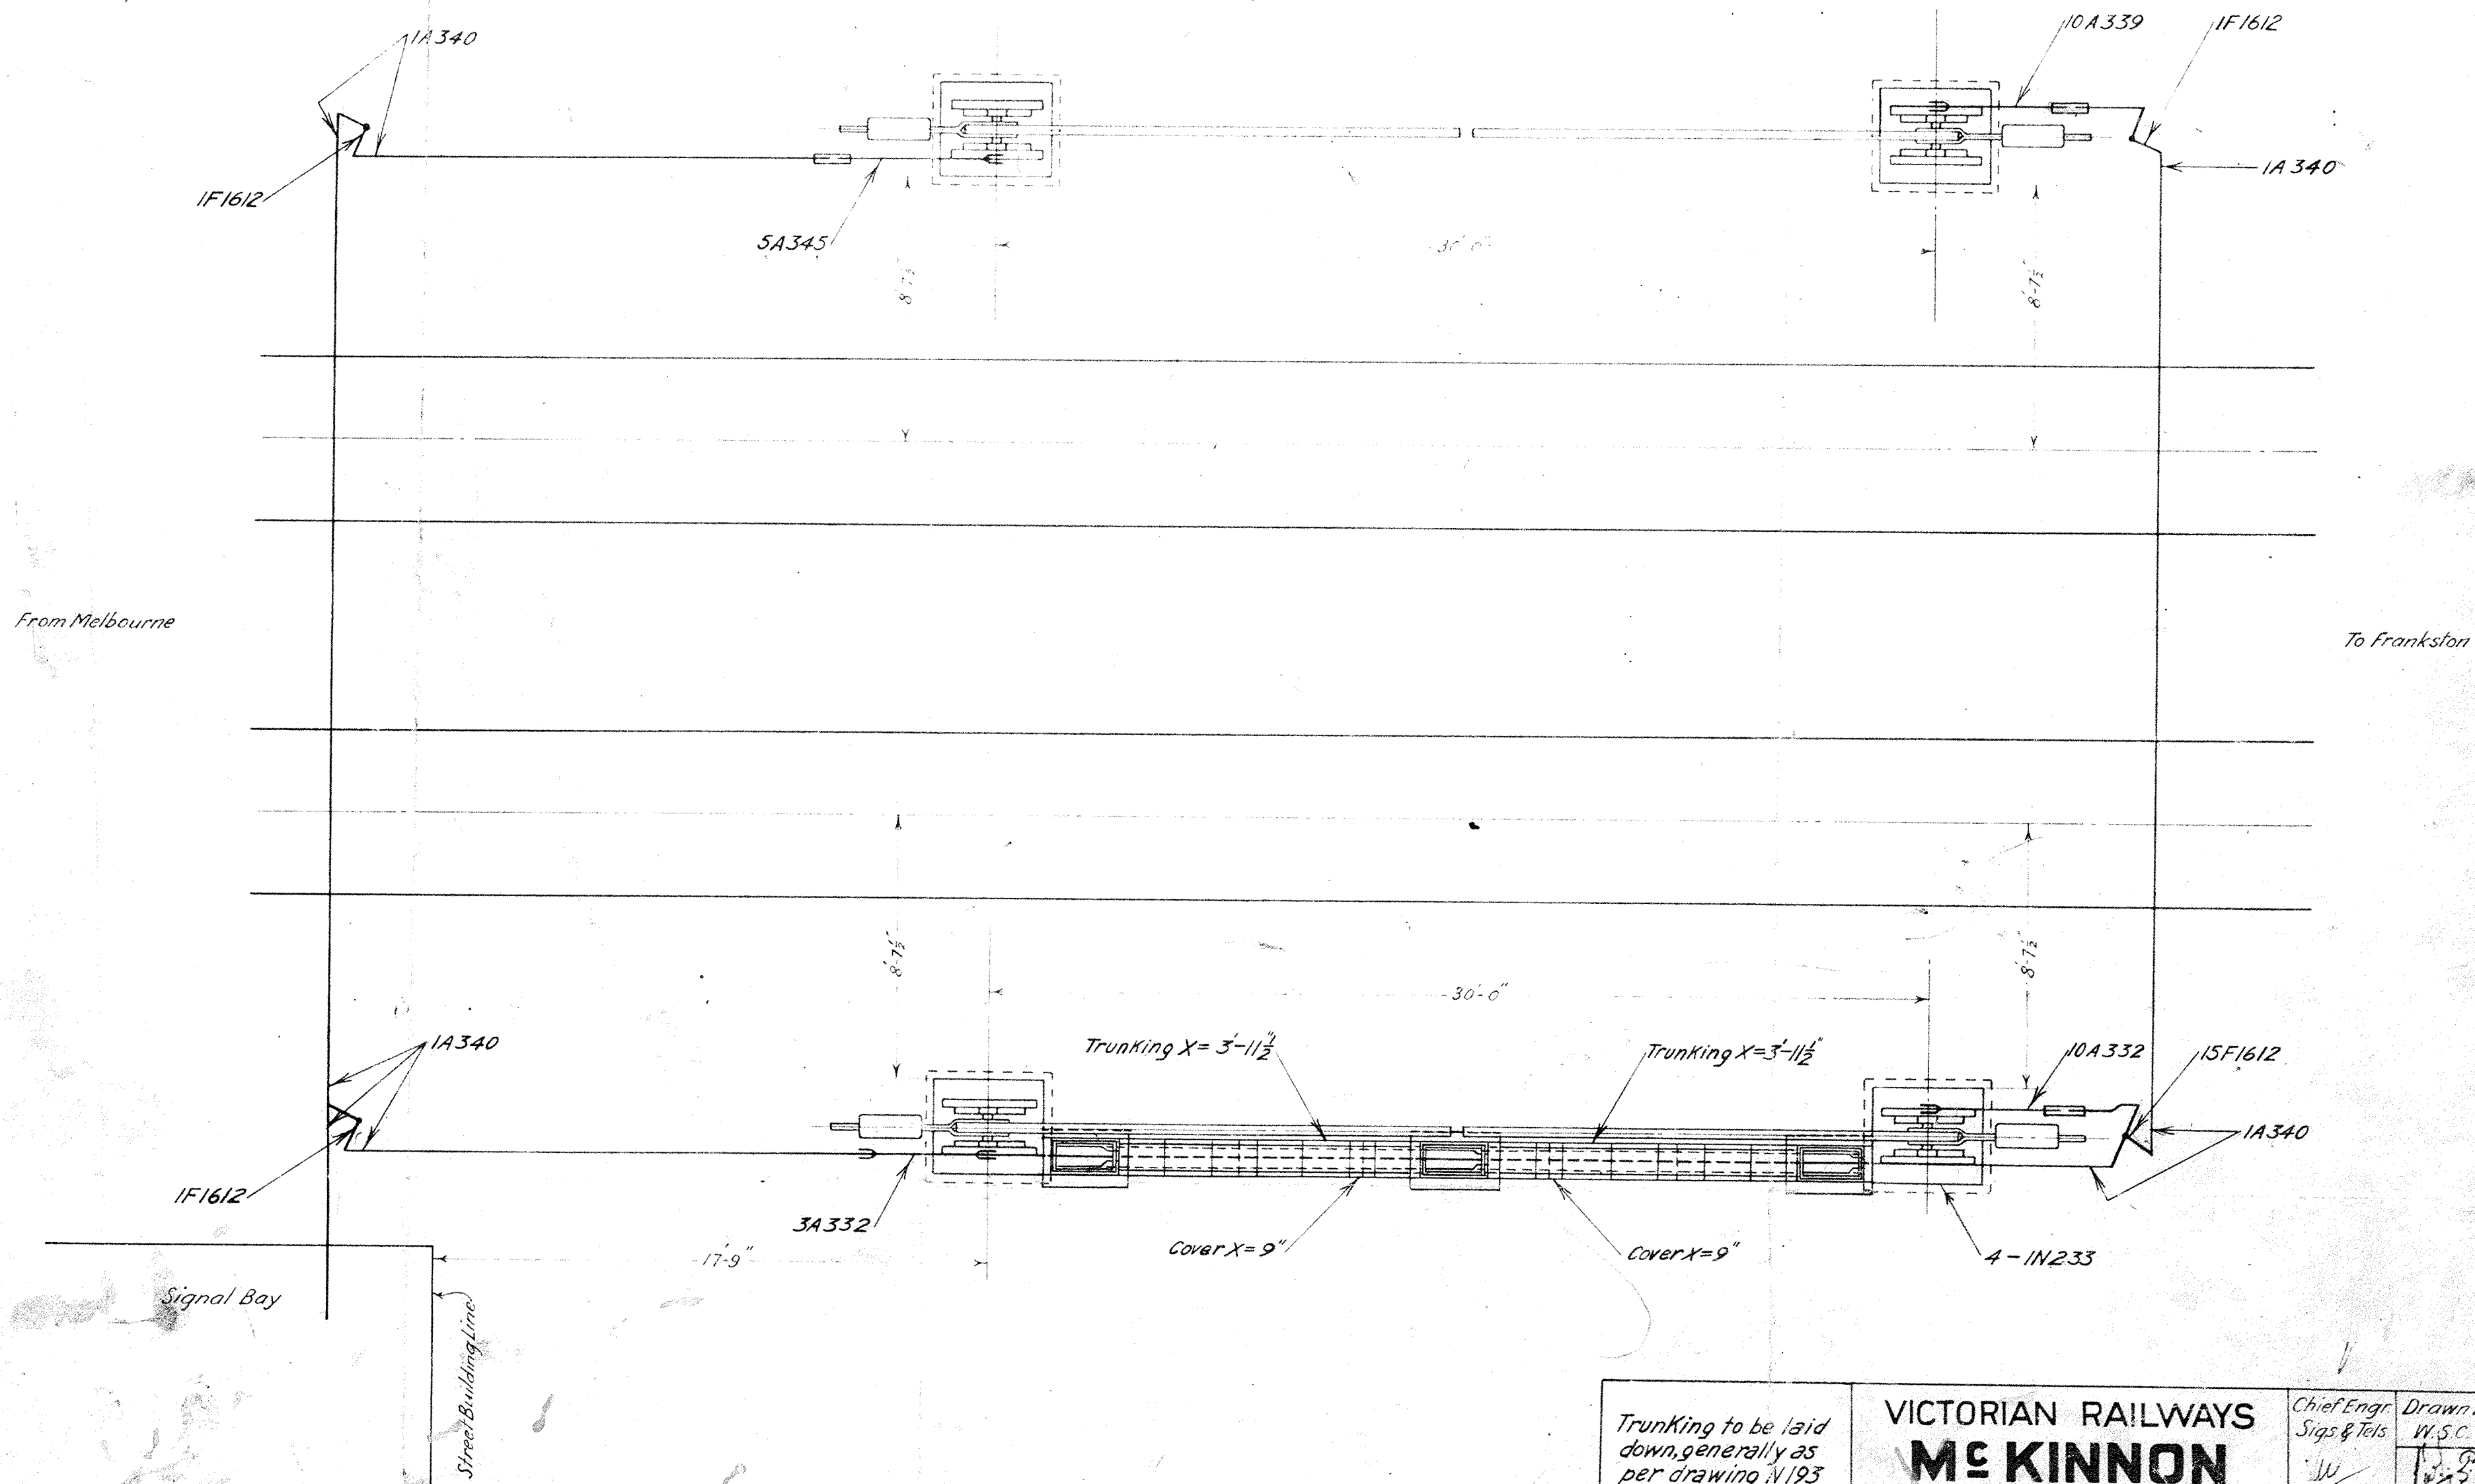 1A340
10A339
1F1612
1F1612
5A345
30'-0"
8'-7½"
8'-7½"
1A340
From Melbourne
To Frankston
8'-7½"
8'-7½"
30'-0"
1A340
Trunking X = 3'-11½"
Trunking X=3'-11½"
10A332
15F1612
1A340
1F1612
3A332
Cover X = 9"
Cover X = 9"
4-1N233
17'-9"
Signal Bay
Street Building Line
Trunking to be laid
down, generally as
per drawing N193
VICTORIAN RAILWAYS
McKINNON
Chief Engr.
Sigs & Tels
Drawn
W.S.C.